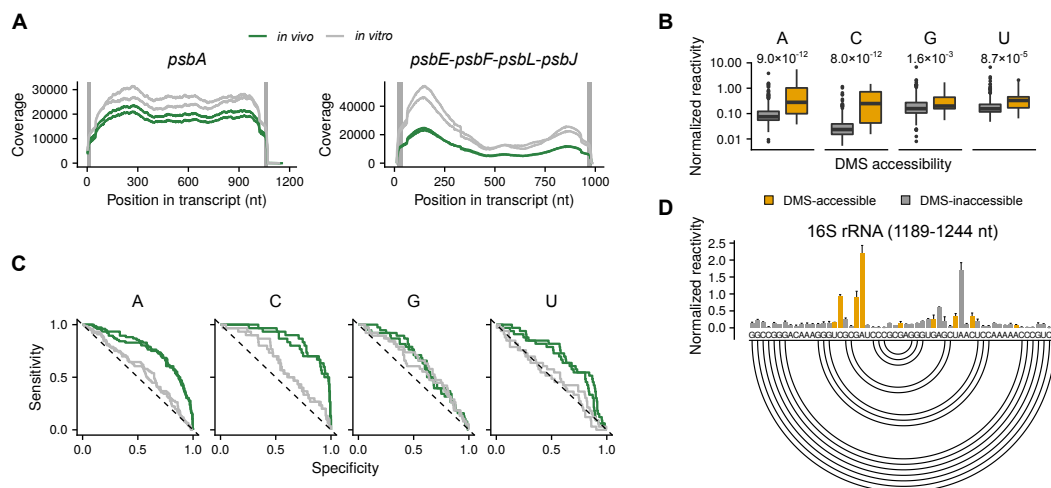 A
in vivo
in vitro
psbA
psbE-psbF-psbL-psbJ
Coverage
30000
20000
10000
0
0
300
600
900
1200
Position in transcript (nt)
Coverage
40000
20000
0
0
250
500
750
1000
Position in transcript (nt)
B
Normalized reactivity
A
C
G
U
9.0×10⁻¹²
8.0×10⁻¹²
1.6×10⁻³
8.7×10⁻⁵
10.00
1.00
0.10
0.01
DMS accessibility
DMS-accessible
DMS-inaccessible
C
A
C
G
U
Sensitivity
1.0
0.5
0.0
0.0
0.5
1.0
0.0
0.5
1.0
0.0
0.5
1.0
0.0
0.5
1.0
Specificity
D
16S rRNA (1189-1244 nt)
Normalized reactivity
2.5
2.0
1.5
1.0
0.5
0.0